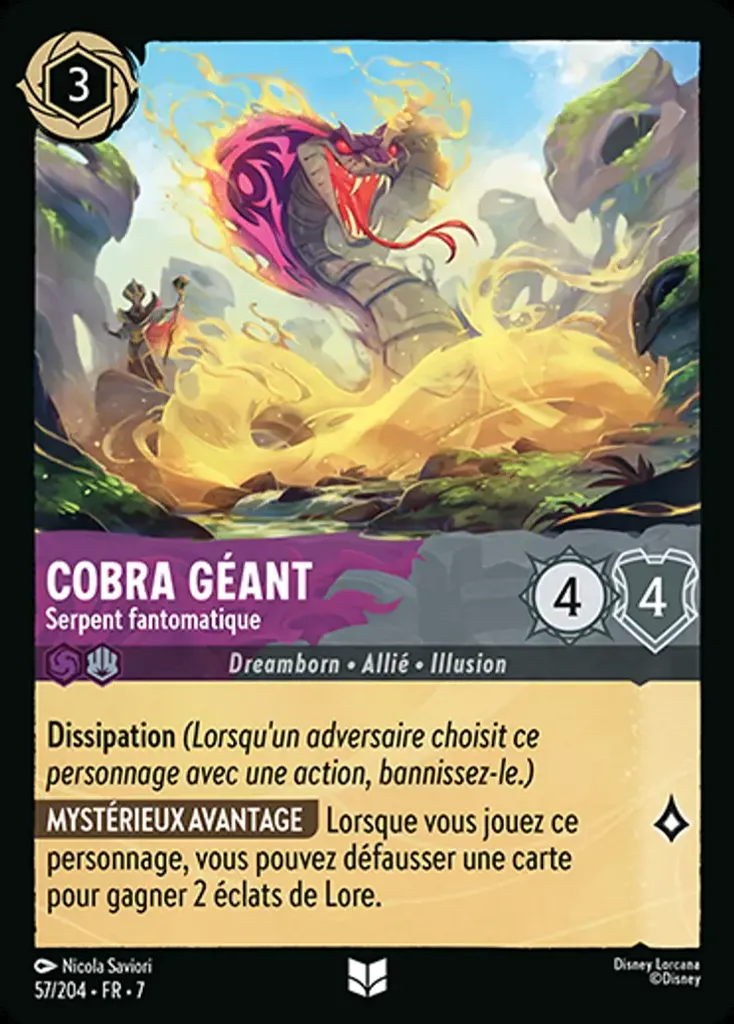 3
COBRA GÉANT
Serpent fantomatique
4
4
Dreamborn • Allié • Illusion
Dissipation (Lorsqu'un adversaire choisit ce
personnage avec une action, bannissez-le.)
MYSTÉRIEUX AVANTAGE Lorsque vous jouez ce
personnage, vous pouvez défausser une carte
pour gagner 2 éclats de Lore.
Nicola Saviori
57/204 • FR • 7
Disney Lorcana
©Disney